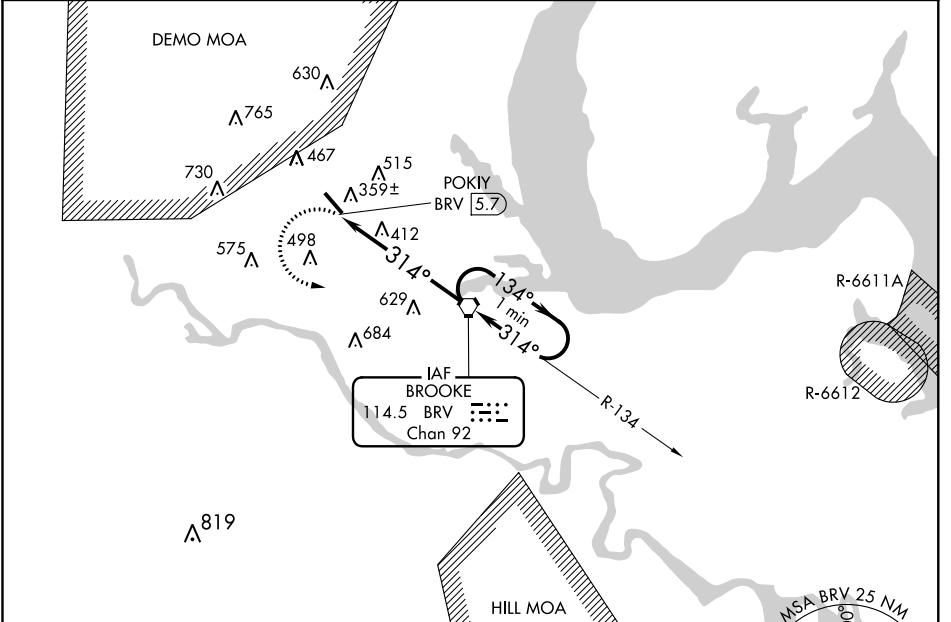 DEMO MOA
630
765
467
730
515
359±
POKIY
BRV 5.7
412
498
575
314°
134°
1 min
314°
629
684
R-6611A
R-6612
IAF
BROOKE
114.5 BRV
Chan 92
R-134
819
HILL MOA
MSA BRV 25 NM